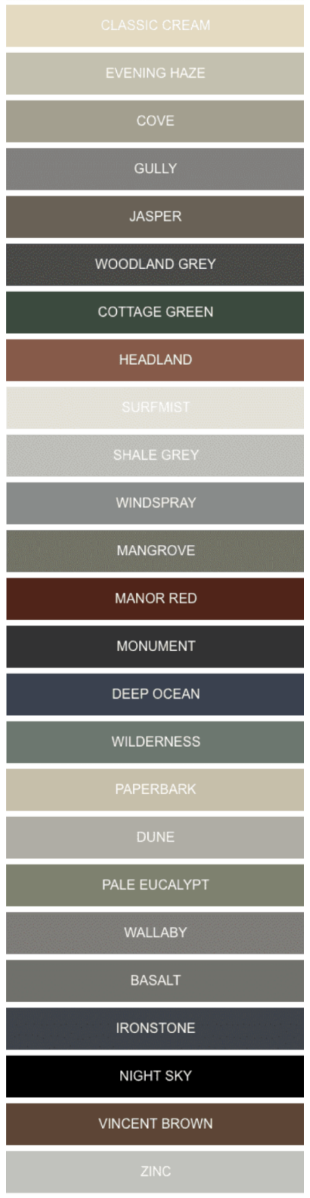 CLASSIC CREAM
EVENING HAZE
COVE
GULLY
JASPER
WOODLAND GREY
COTTAGE GREEN
HEADLAND
SURFMIST
SHALE GREY
WINDSPRAY
MANGROVE
MANOR RED
MONUMENT
DEEP OCEAN
WILDERNESS
PAPERBARK
DUNE
PALE EUCALYPT
WALLABY
BASALT
IRONSTONE
NIGHT SKY
VINCENT BROWN
ZINC